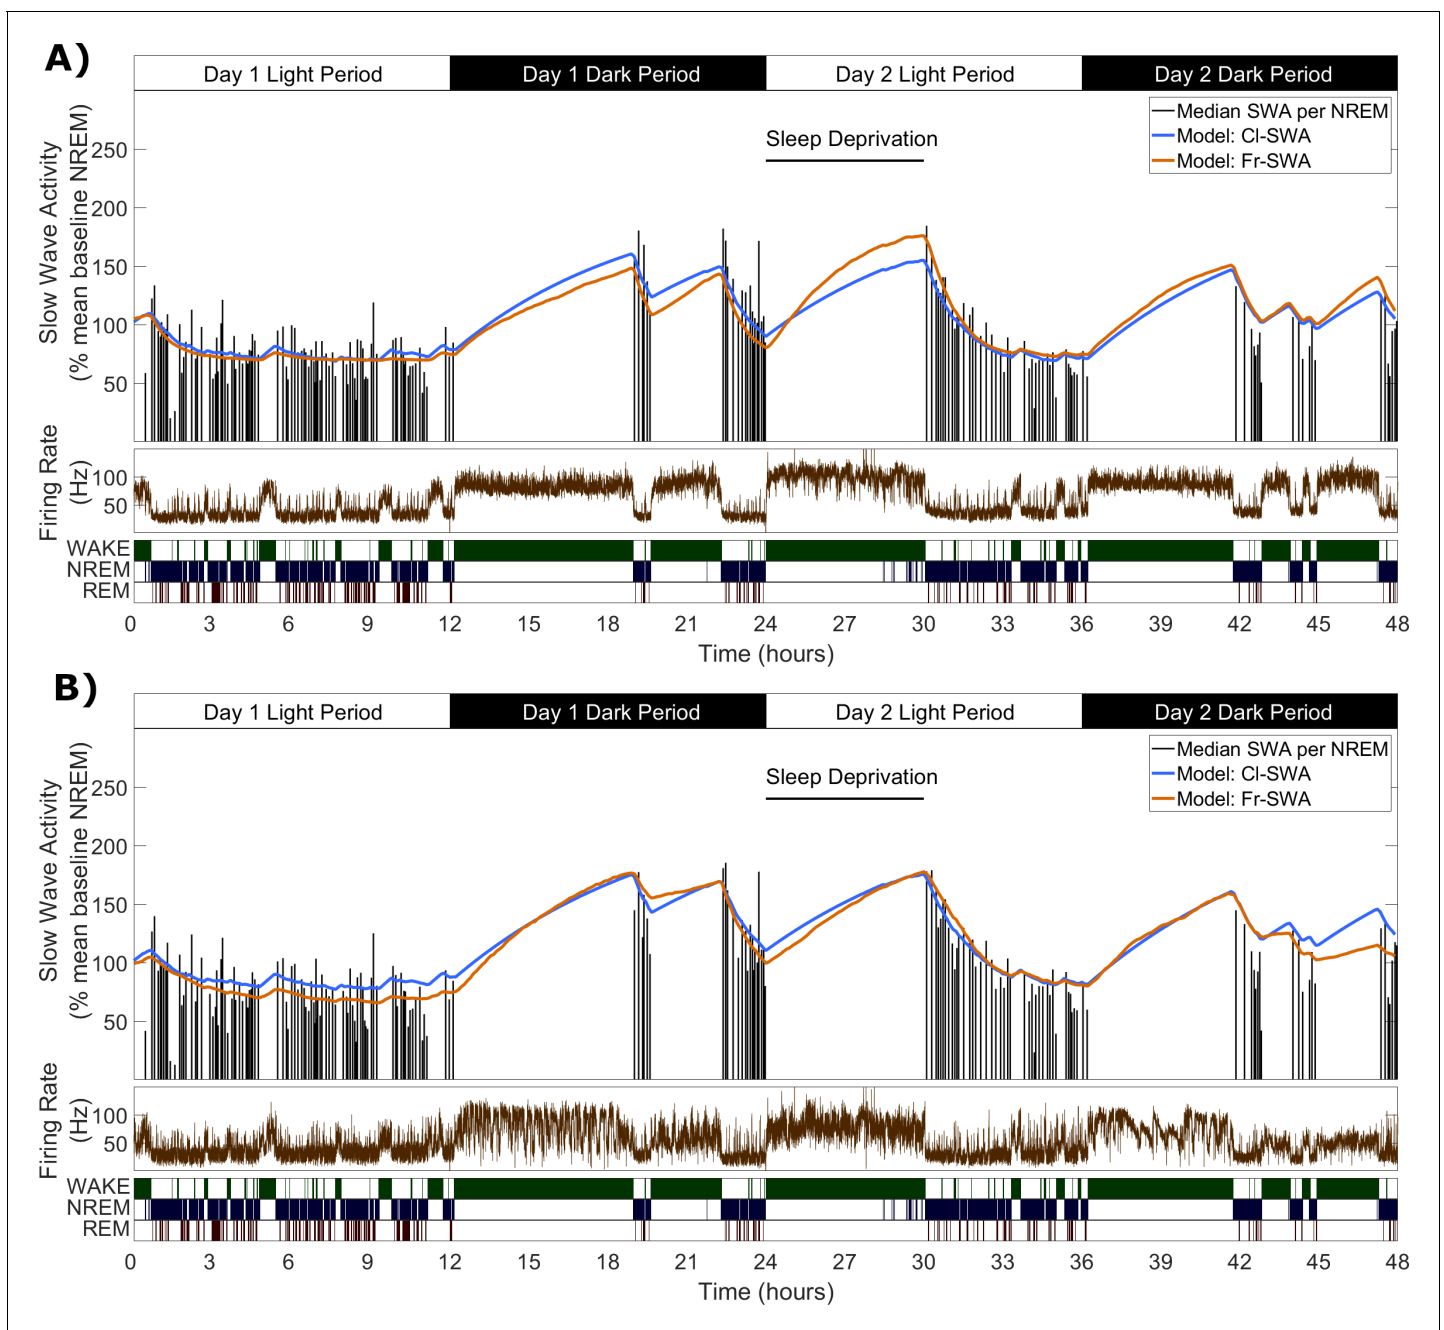 A)
Day 1 Light Period Day 1 Dark Period Day 2 Light Period Day 2 Dark Period
Slow Wave Activity
(% mean baseline NREM)
250
200
150
100
50
Sleep Deprivation
Median SWA per NREM
Model: Cl-SWA
Model: Fr-SWA
Firing Rate
(Hz)
100
50
WAKE
NREM
REM
0 3 6 9 12 15 18 21 24 27 30 33 36 39 42 45 48
Time (hours)
B)
Day 1 Light Period Day 1 Dark Period Day 2 Light Period Day 2 Dark Period
Slow Wave Activity
(% mean baseline NREM)
250
200
150
100
50
Sleep Deprivation
Median SWA per NREM
Model: Cl-SWA
Model: Fr-SWA
Firing Rate
(Hz)
100
50
WAKE
NREM
REM
0 3 6 9 12 15 18 21 24 27 30 33 36 39 42 45 48
Time (hours)